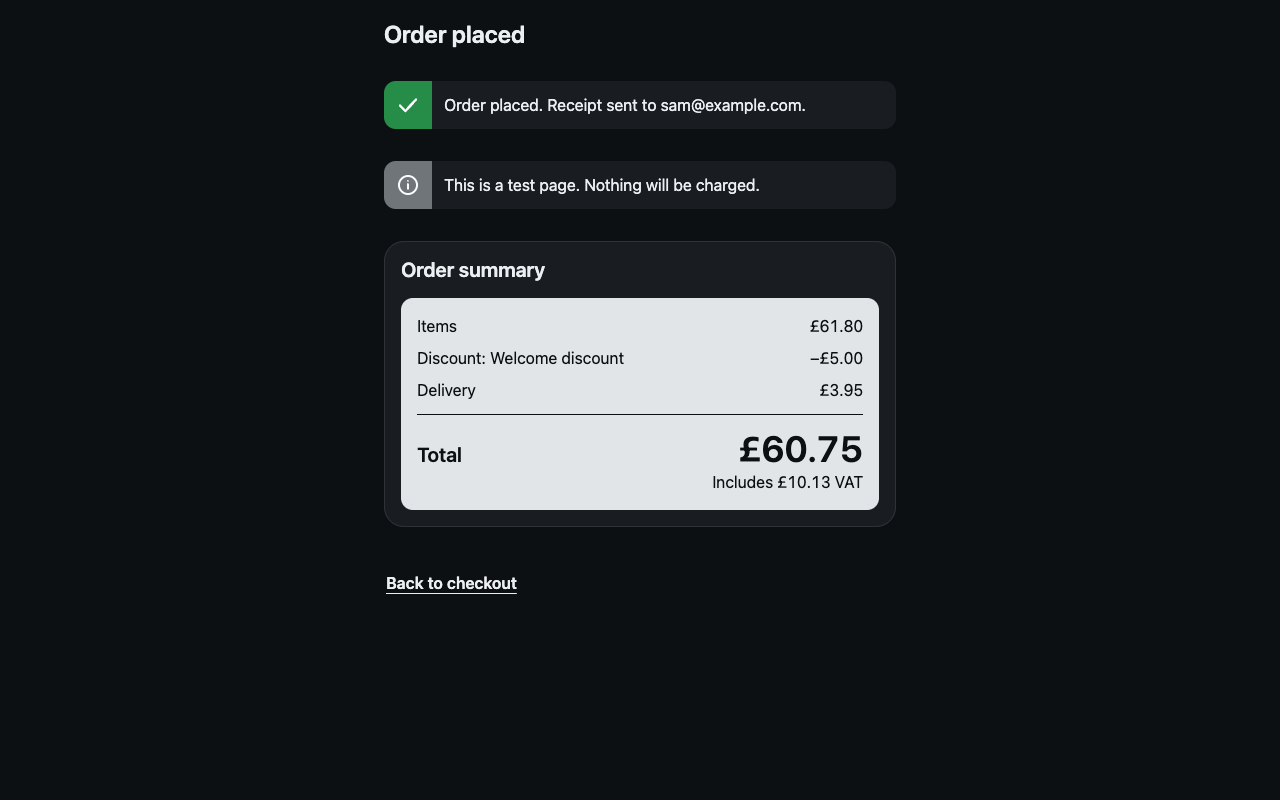 Order placed
Order placed. Receipt sent to sam@example.com.
This is a test page. Nothing will be charged.
Order summary
Items £61.80
Discount: Welcome discount –£5.00
Delivery £3.95
Total £60.75
Includes £10.13 VAT
Back to checkout